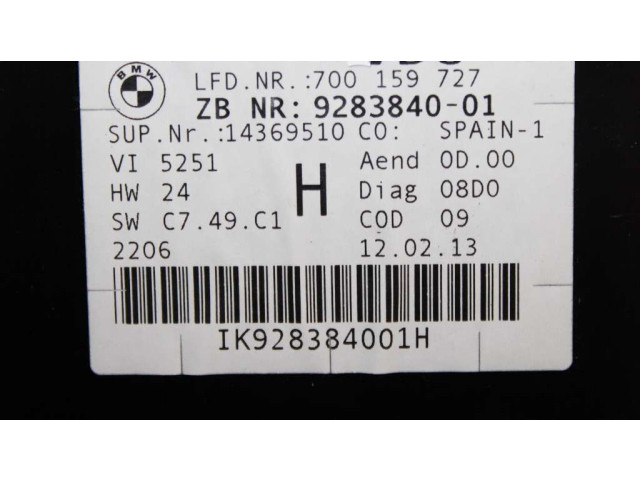 BMW
LFD.NR.:700 159 727
ZB NR: 9283840-01
SUP.Nr.:14369510 CO: SPAIN-1
VI 5251 Aend 0D.00
HW 24 H Diag 08D0
SW C7.49.C1 COD 09
2206 12.02.13
IK928384001H